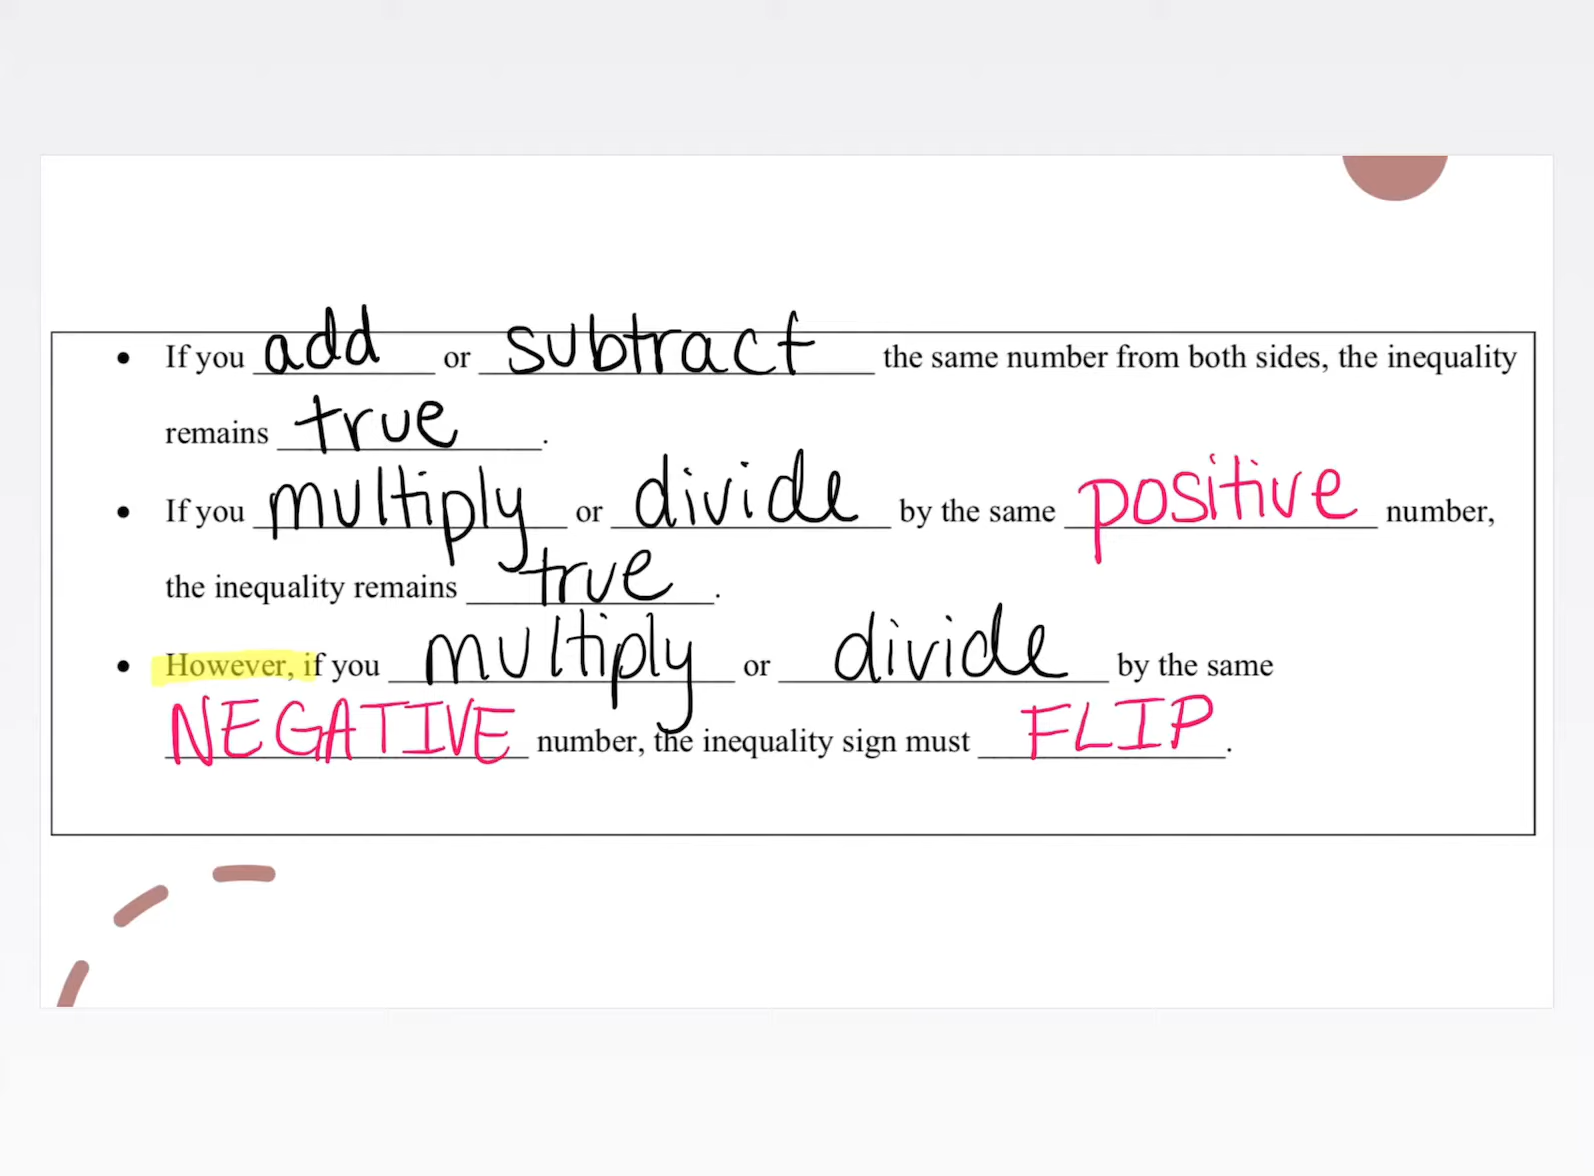 • If you add or subtract the same number from both sides, the inequality
remains true.
• If you multiply or divide by the same positive number,
the inequality remains true.
• However, if you multiply or divide by the same
NEGATIVE number, the inequality sign must FLIP.